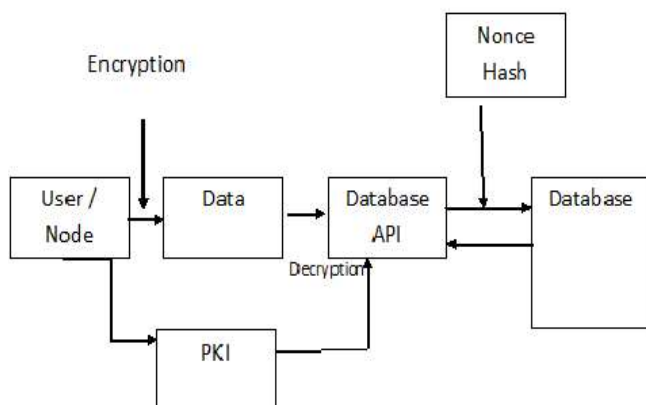 Nonce
Hash
Encryption
User /
Node
Data
Database
API
Database
Decryption
PKI